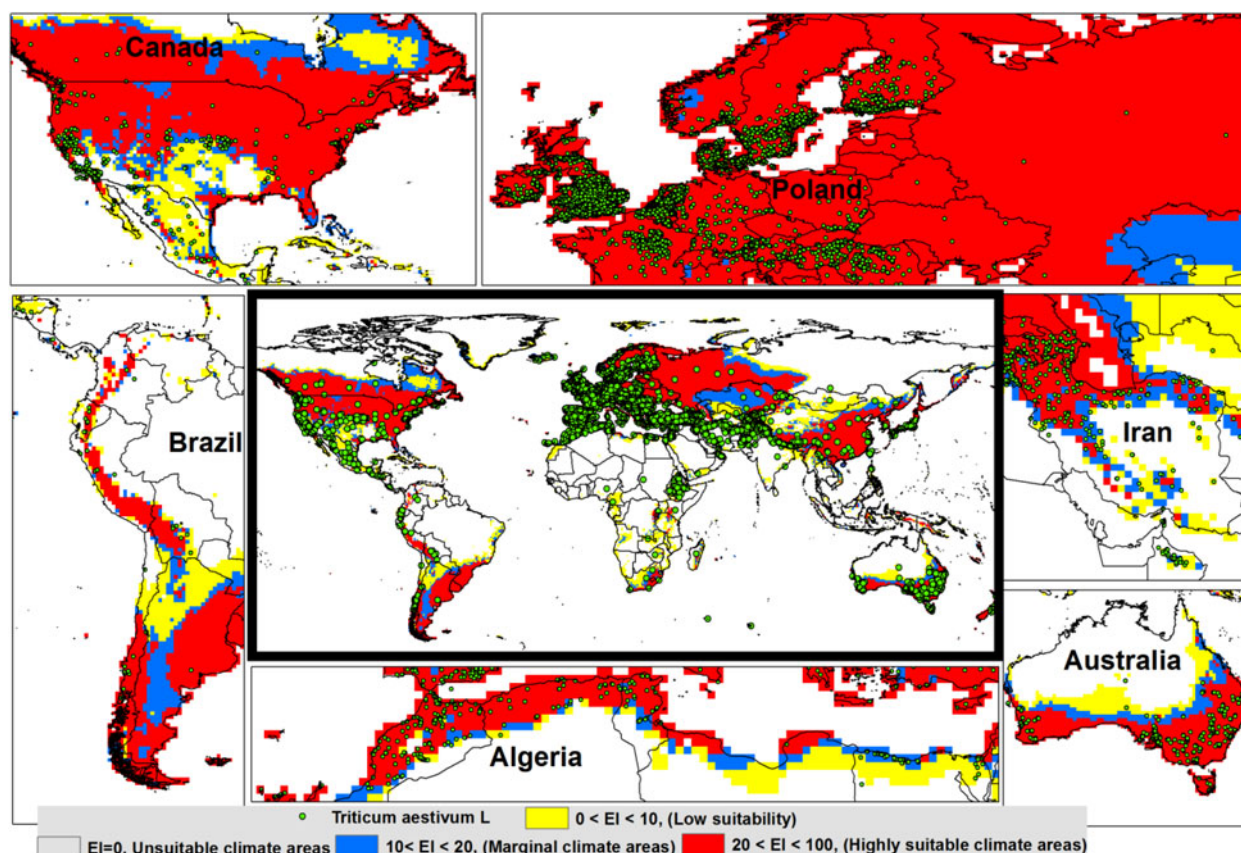 Canada
Poland
Brazil
Iran
Australia
Algeria
Triticum aestivum L
0 < EI < 10, (Low suitability)
EI=0, Unsuitable climate areas
10< EI < 20, (Marginal climate areas)
20 < EI < 100, (Highly suitable climate areas)